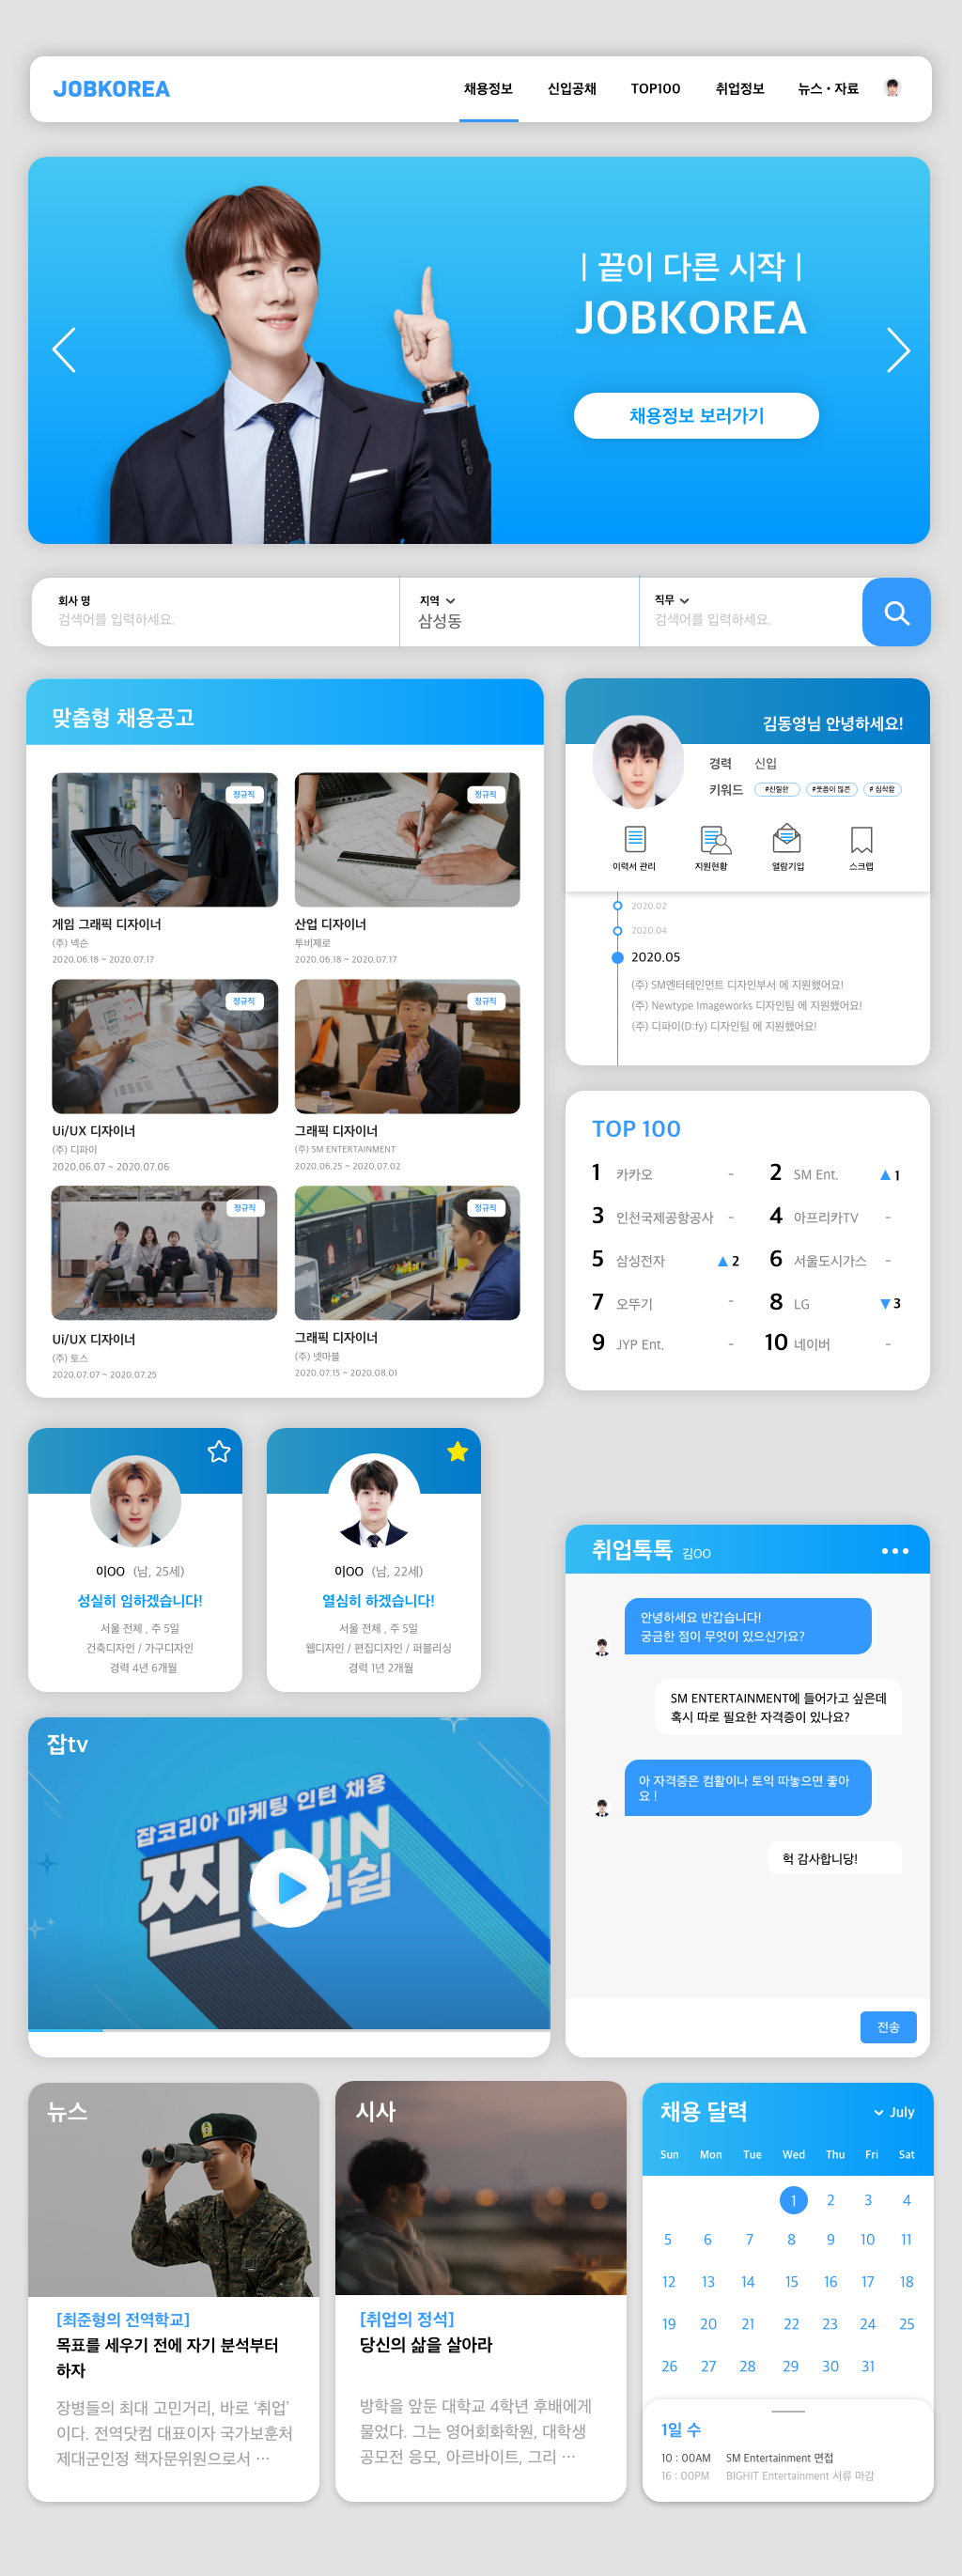 JOBKOREA
채용정보
신입공채
TOP100
취업정보
뉴스・자료
| 끝이 다른 시작 |
JOBKOREA
채용정보 보러가기
회사 명
검색어를 입력하세요.
지역
삼성동
직무
검색어를 입력하세요.
맞춤형 채용공고
정규직
정규직
게임 그래픽 디자이너
(주) 넥슨
2020.06.18 ~ 2020.07.17
산업 디자이너
투비제로
2020.06.18 ~ 2020.07.17
정규직
정규직
Ui/UX 디자이너
(주) 디파이
2020.06.07 ~ 2020.07.06
그래픽 디자이너
(주) SM ENTERTAINMENT
2020.06.25 ~ 2020.07.02
정규직
정규직
Ui/UX 디자이너
(주) 토스
2020.07.07 ~ 2020.07.25
그래픽 디자이너
(주) 넷마블
2020.07.15 ~ 2020.08.01
김동영님 안녕하세요!
경력 신입
키워드 #친절한 #웃음이 많은 # 침착함
이력서 관리
지원현황
열람기업
스크랩
2020.02
2020.04
2020.05
(주) SM엔터테인먼트 디자인부서 에 지원했어요!
(주) Newtype Imageworks 디자인팀 에 지원했어요!
(주) 디파이(D:fy) 디자인팀 에 지원했어요!
TOP 100
1 카카오 -
2 SM Ent. ▲ 1
3 인천국제공항공사 -
4 아프리카TV -
5 삼성전자 ▲ 2
6 서울도시가스 -
7 오뚜기 -
8 LG ▼ 3
9 JYP Ent. -
10 네이버 -
이OO (남, 25세)
성실히 임하겠습니다!
서울 전체 , 주 5일
건축디자인 / 가구디자인
경력 4년 6개월
이OO (남, 22세)
열심히 하겠습니다!
서울 전체 , 주 5일
웹디자인 / 편집디자인 / 퍼블리싱
경력 1년 2개월
취업톡톡 김OO
안녕하세요 반갑습니다!
궁금한 점이 무엇이 있으신가요?
SM ENTERTAINMENT에 들어가고 싶은데
혹시 따로 필요한 자격증이 있나요?
아 자격증은 컴활이나 토익 따놓으면 좋아
요 !
헉 감사합니당!
전송
잡tv
잡코리아 마케팅 인턴 채용
찐
뉴스
[최준형의 전역학교]
목표를 세우기 전에 자기 분석부터
하자
장병들의 최대 고민거리, 바로 ‘취업’
이다. 전역닷컴 대표이자 국가보훈처
제대군인정 책자문위원으로서 …
시사
[취업의 정석]
당신의 삶을 살아라
방학을 앞둔 대학교 4학년 후배에게
물었다. 그는 영어회화학원, 대학생
공모전 응모, 아르바이트, 그리 …
채용 달력
July
Sun Mon Tue Wed Thu Fri Sat
1 2 3 4
5 6 7 8 9 10 11
12 13 14 15 16 17 18
19 20 21 22 23 24 25
26 27 28 29 30 31
1일 수
10 : 00AM SM Entertainment 면접
16 : 00PM BIGHIT Entertainment 서류 마감